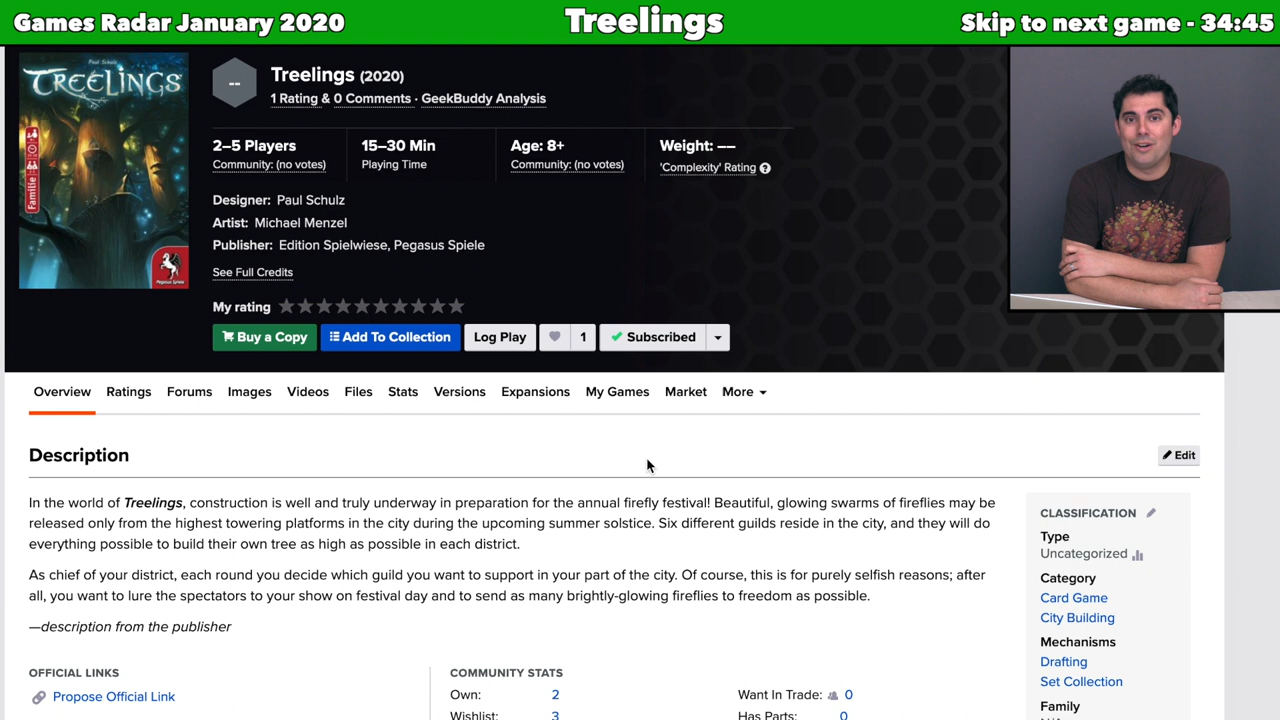 Games Radar January 2020
Treelings
Skip to next game - 34:45
Paul Schulz
TREELINGS
Familie
Pegasus Spiele
--
Treelings (2020)
1 Rating & 0 Comments · GeekBuddy Analysis
2–5 Players
Community: (no votes)
15–30 Min
Playing Time
Age: 8+
Community: (no votes)
Weight: --
'Complexity' Rating ?
Designer: Paul Schulz
Artist: Michael Menzel
Publisher: Edition Spielwiese, Pegasus Spiele
See Full Credits
My rating
Buy a Copy
Add To Collection
Log Play
1
Subscribed
Overview
Ratings
Forums
Images
Videos
Files
Stats
Versions
Expansions
My Games
Market
More
Description
Edit
In the world of Treelings, construction is well and truly underway in preparation for the annual firefly festival! Beautiful, glowing swarms of fireflies may be
released only from the highest towering platforms in the city during the upcoming summer solstice. Six different guilds reside in the city, and they will do
everything possible to build their own tree as high as possible in each district.
As chief of your district, each round you decide which guild you want to support in your part of the city. Of course, this is for purely selfish reasons; after
all, you want to lure the spectators to your show on festival day and to send as many brightly-glowing fireflies to freedom as possible.
—description from the publisher
OFFICIAL LINKS
Propose Official Link
COMMUNITY STATS
Own: 2
Wishlist: 3
Want In Trade: 0
Has Parts: 0
CLASSIFICATION
Type
Uncategorized
Category
Card Game
City Building
Mechanisms
Drafting
Set Collection
Family